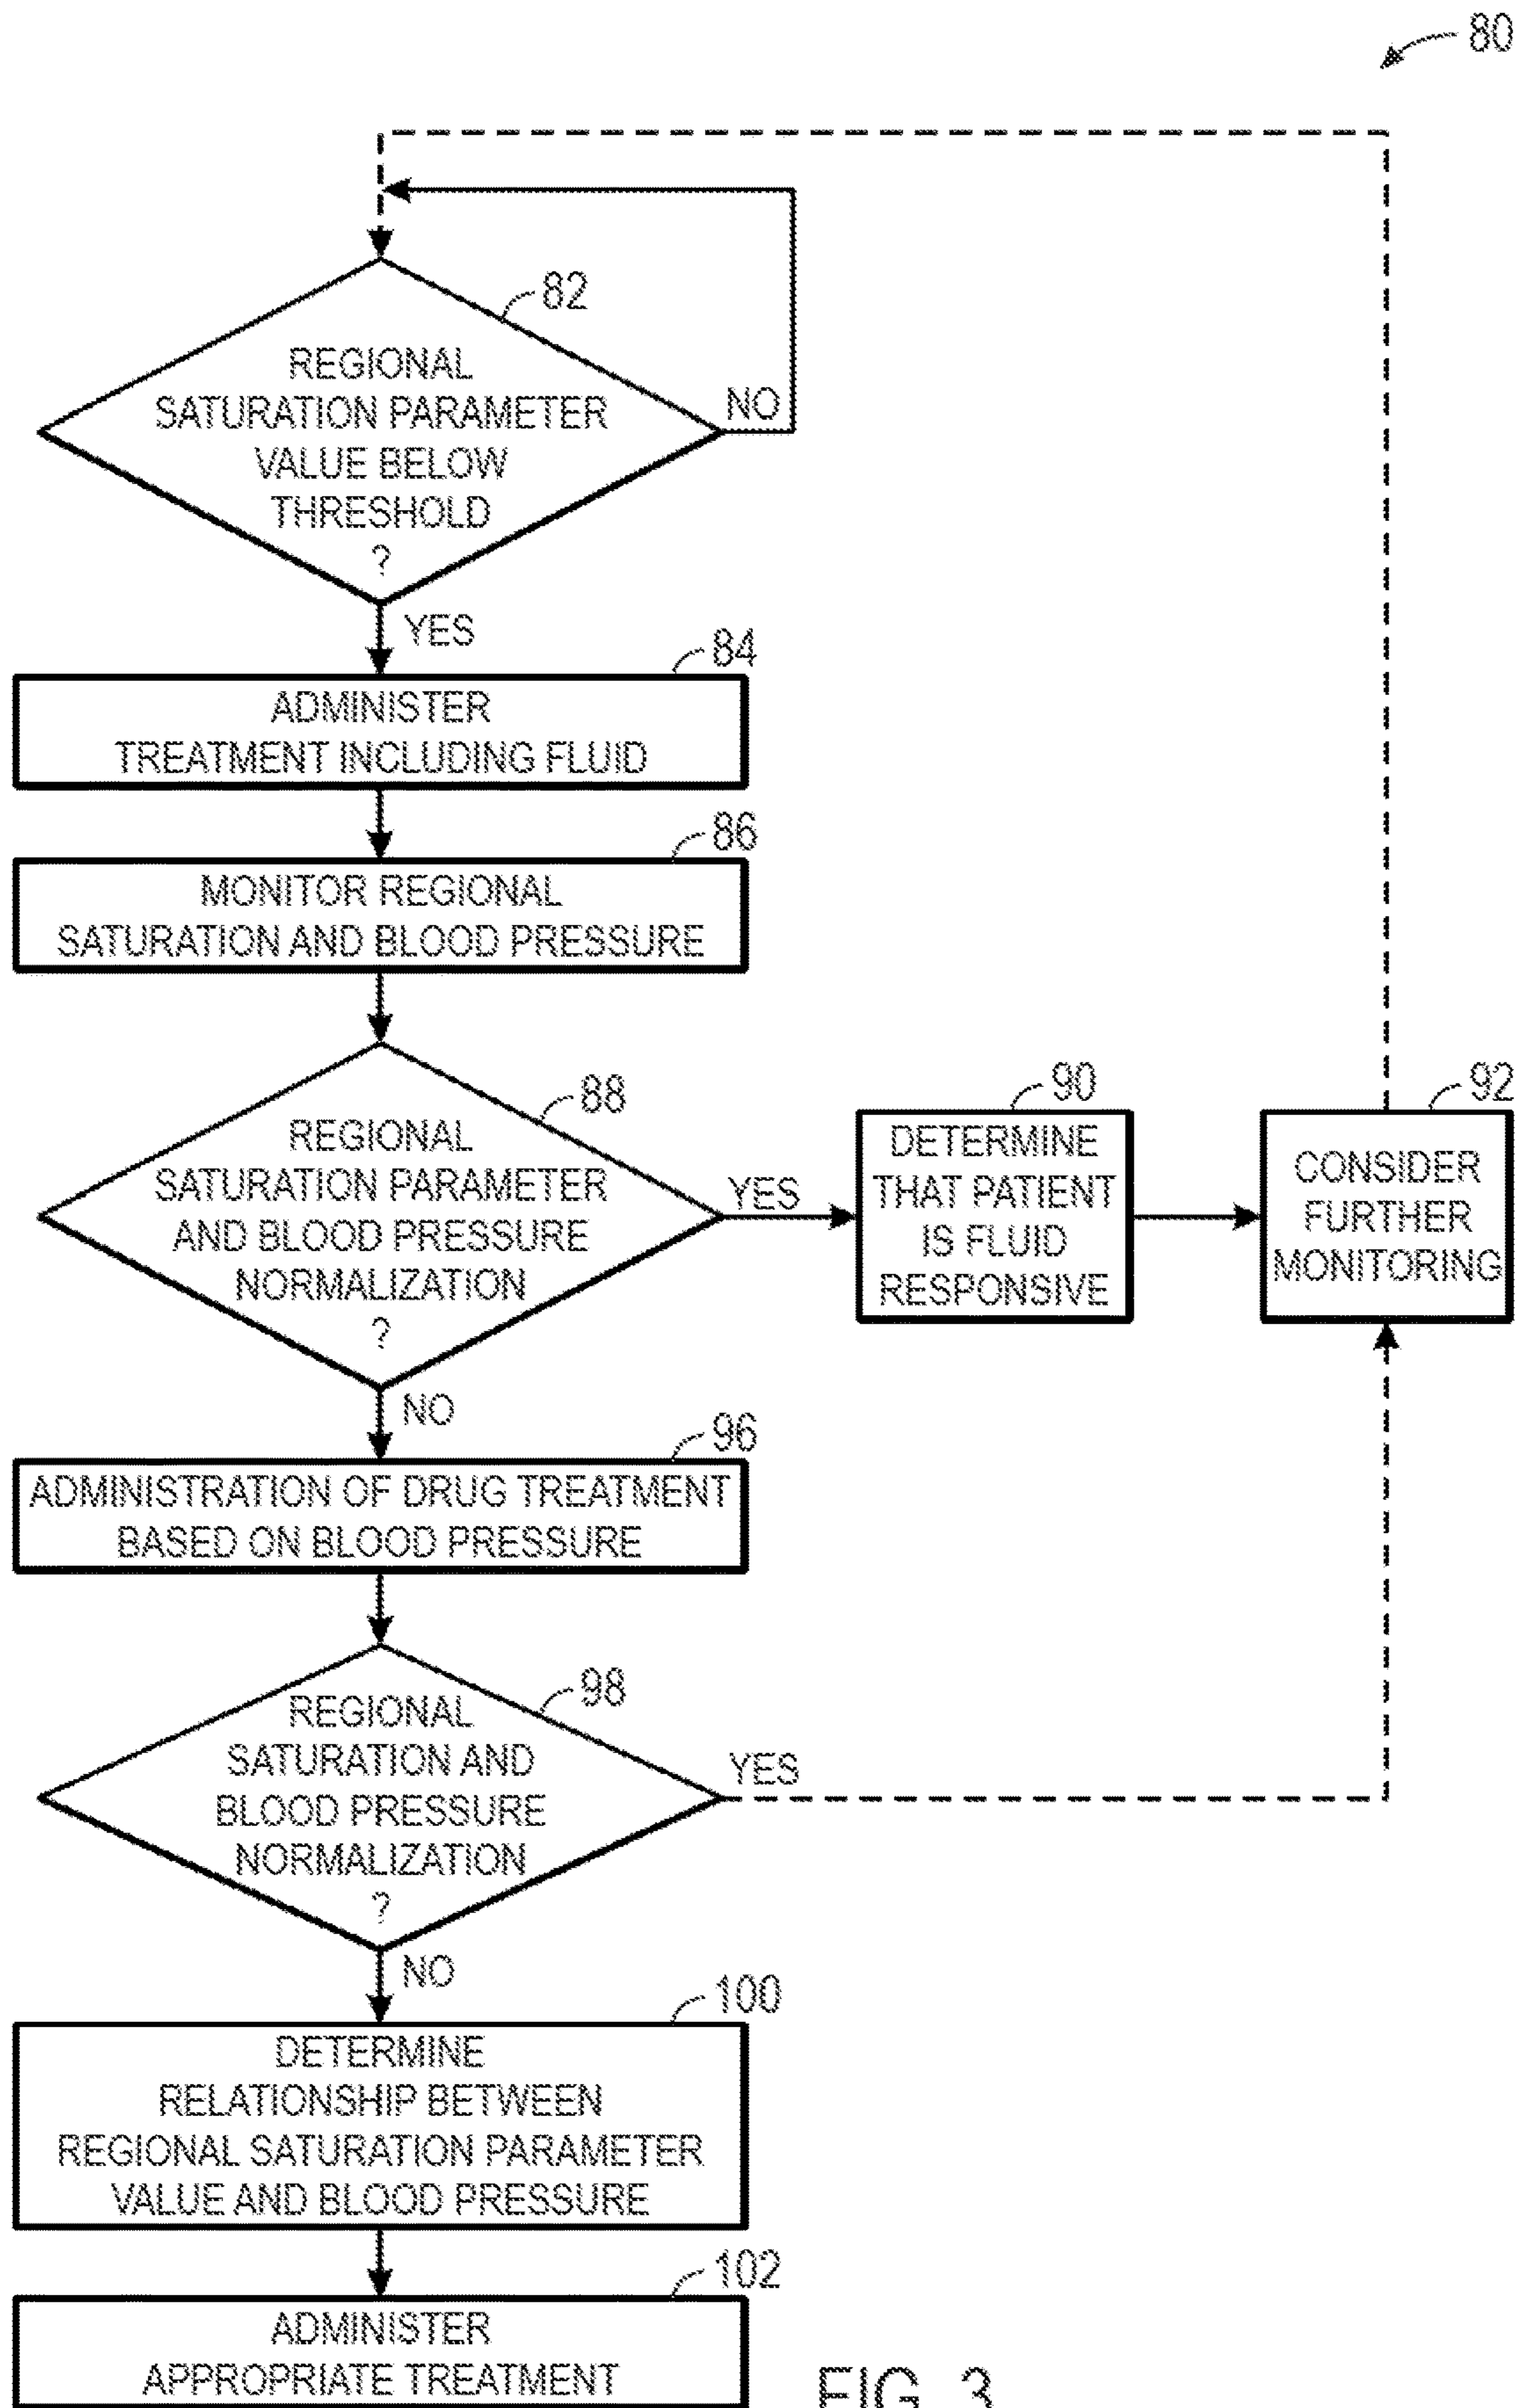 80
82
REGIONAL
SATURATION PARAMETER
VALUE BELOW
THRESHOLD
?
NO
YES
84
ADMINISTER
TREATMENT INCLUDING FLUID
86
MONITOR REGIONAL
SATURATION AND BLOOD PRESSURE
88
REGIONAL
SATURATION PARAMETER
AND BLOOD PRESSURE
NORMALIZATION
?
YES
90
DETERMINE
THAT PATIENT
IS FLUID
RESPONSIVE
92
CONSIDER
FURTHER
MONITORING
NO
96
ADMINISTRATION OF DRUG TREATMENT
BASED ON BLOOD PRESSURE
98
REGIONAL
SATURATION AND
BLOOD PRESSURE
NORMALIZATION
?
YES
NO
100
DETERMINE
RELATIONSHIP BETWEEN
REGIONAL SATURATION PARAMETER
VALUE AND BLOOD PRESSURE
102
ADMINISTER
APPROPRIATE TREATMENT
FIG. 3